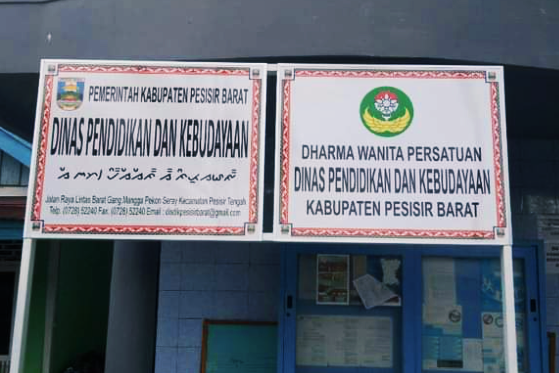 PEMERINTAH KABUPATEN PESISIR BARAT
DINAS PENDIDIKAN DAN KEBUDAYAAN
Jalan Raya Lintas Barat Gang.Mangga Pekon Seray Kecamatan Pesisir Tengah
Telp. (0728) 52240 Fax. (0728) 52240 Email : disdikpesisirbarat@gmail.com
DHARMA WANITA PERSATUAN
DINAS PENDIDIKAN DAN KEBUDAYAAN
KABUPATEN PESISIR BARAT